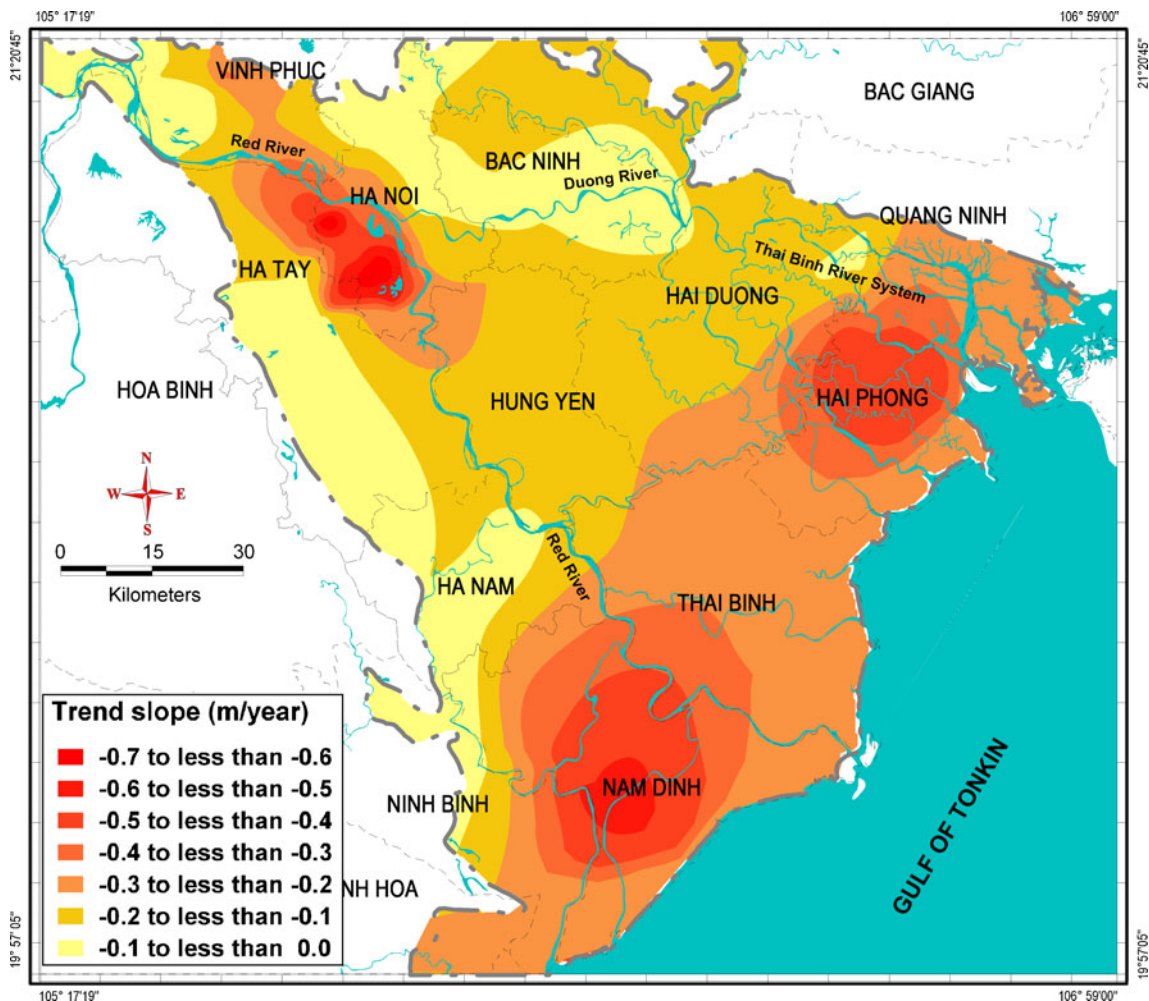 105° 17'19"
106° 59'00"
21° 20'45"
21° 20'45"
VINH PHUC
BAC GIANG
Red River
BAC NINH
Duong River
HA NOI
QUANG NINH
Thai Binh River System
HA TAY
HAI DUONG
HOA BINH
HUNG YEN
HAI PHONG
N
W E
S
0 15 30
Kilometers
Red River
HA NAM
THAI BINH
Trend slope (m/year)
-0.7 to less than -0.6
-0.6 to less than -0.5
-0.5 to less than -0.4
-0.4 to less than -0.3
-0.3 to less than -0.2
-0.2 to less than -0.1
-0.1 to less than 0.0
NAM DINH
NINH BINH
NH HOA
GULF OF TONKIN
19° 57'05"
19° 57'05"
105° 17'19"
106° 59'00"